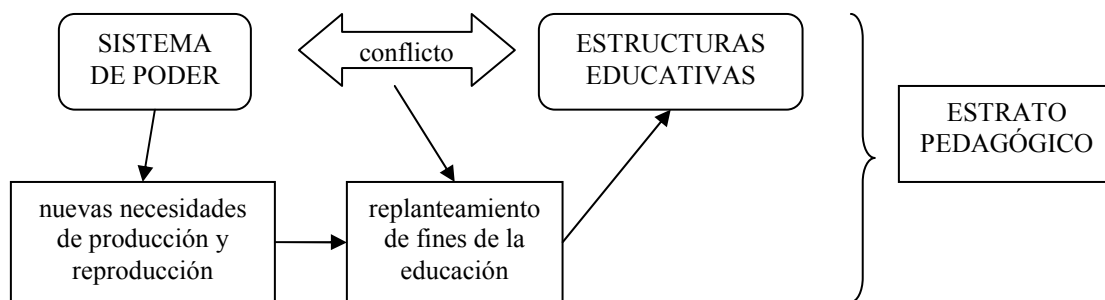 SISTEMA
DE PODER
conflicto
ESTRUCTURAS
EDUCATIVAS
ESTRATO
PEDAGÓGICO
nuevas necesidades
de producción y
reproducción
replanteamiento
de fines de la
educación